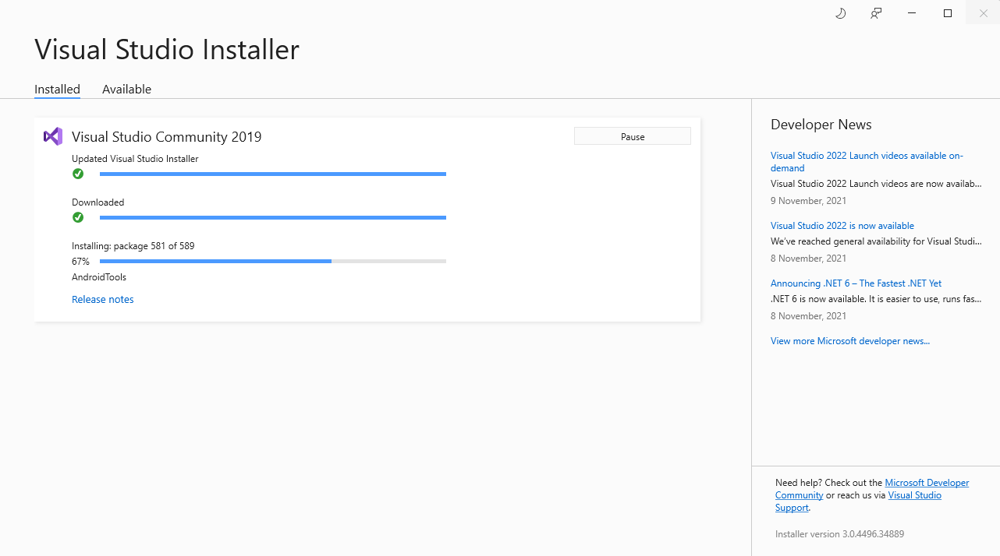 Visual Studio Installer
Installed
Available
Visual Studio Community 2019
Pause
Updated Visual Studio Installer
Downloaded
Installing: package 581 of 589
67%
AndroidTools
Release notes
Developer News
Visual Studio 2022 Launch videos available on-
demand
Visual Studio 2022 Launch videos are now availab...
9 November, 2021
Visual Studio 2022 is now available
We've reached general availability for Visual Studi...
8 November, 2021
Announcing .NET 6 – The Fastest .NET Yet
.NET 6 is now available. It is easier to use, runs fas...
8 November, 2021
View more Microsoft developer news...
Need help? Check out the Microsoft Developer
Community or reach us via Visual Studio
Support.
Installer version 3.0.4496.34889